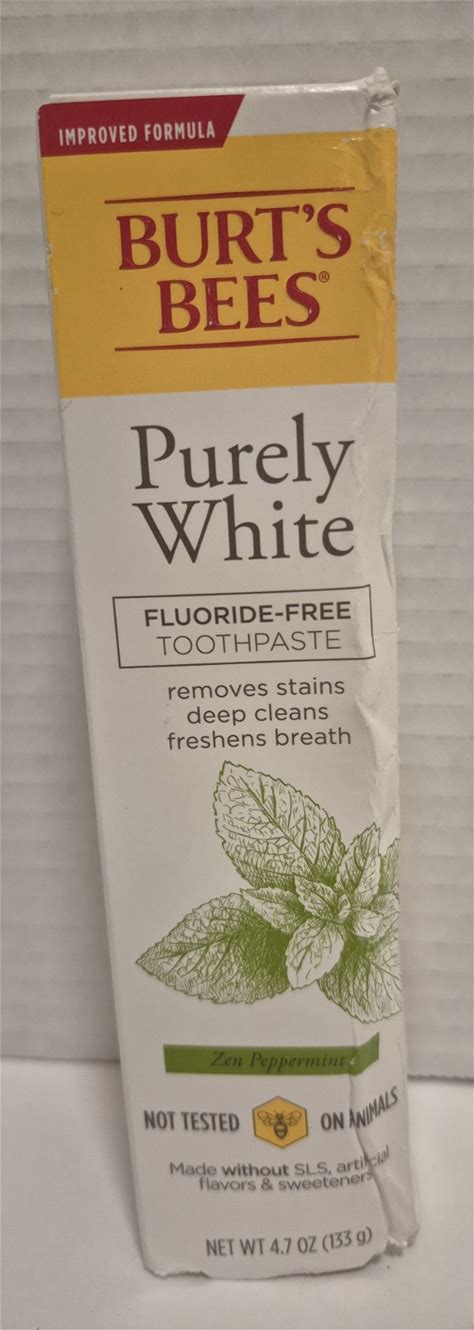 IMPROVED FORMULA
BURT'S
BEES®
Purely
White
FLUORIDE-FREE
TOOTHPASTE
removes stains
deep cleans
freshens breath
Zen Peppermint
NOT TESTED ON ANIMALS
Made without SLS, artificial
flavors & sweeteners
NET WT 4.7 OZ (133 g)